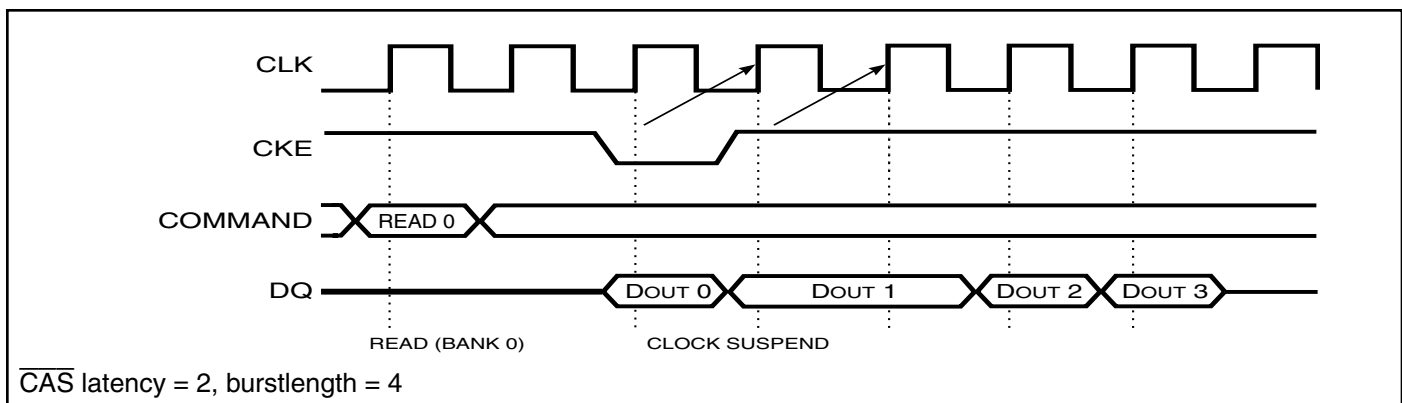 CLK
CKE
COMMAND READ 0
DQ DOUT 0 DOUT 1 DOUT 2 DOUT 3
READ (BANK 0) CLOCK SUSPEND
CAS latency = 2, burstlength = 4